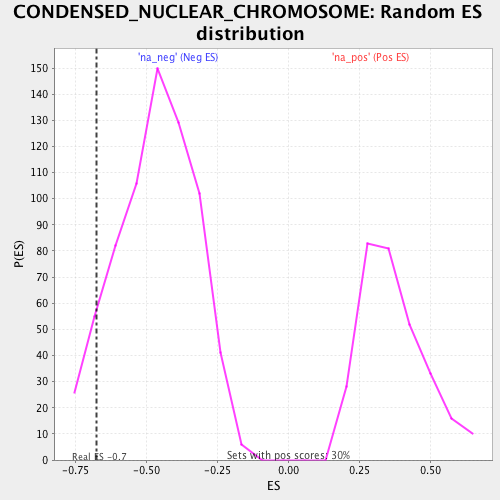 CONDENSED_NUCLEAR_CHROMOSOME: Random ES
distribution
'na_neg' (Neg ES)
'na_pos' (Pos ES)
150
140
130
120
110
100
90
80
70
60
50
40
30
20
10
0
P(ES)
Real ES -0.7
Sets with pos scores: 30%
-0.75
-0.50
-0.25
0.00
0.25
0.50
ES